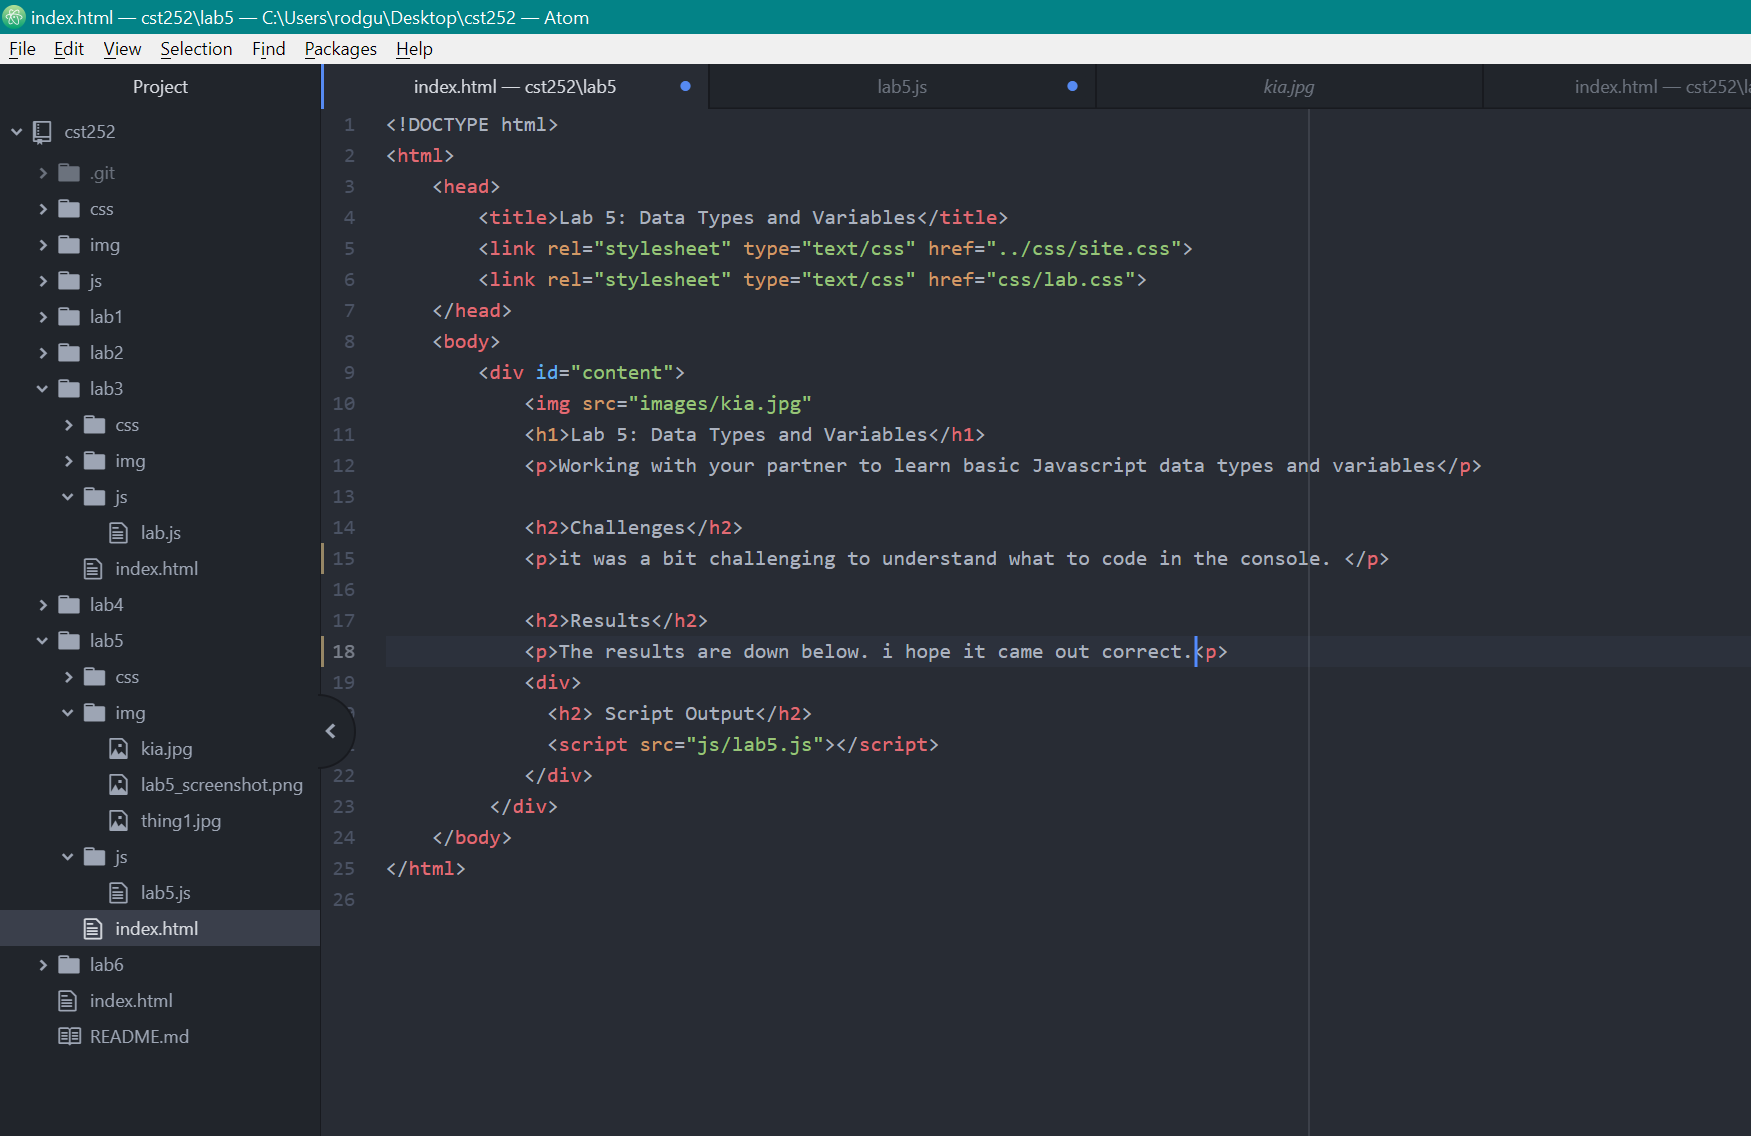 index.html — cst252\lab5 — C:\Users\rodgu\Desktop\cst252 — Atom
File Edit View Selection Find Packages Help
Project
cst252
.git
css
img
js
lab1
lab2
lab3
css
img
js
lab.js
index.html
lab4
lab5
css
img
kia.jpg
lab5_screenshot.png
thing1.jpg
js
lab5.js
index.html
lab6
index.html
README.md
index.html — cst252\lab5 lab5.js kia.jpg index.html — cst252\
1 <!DOCTYPE html>
2 <html>
3 <head>
4 <title>Lab 5: Data Types and Variables</title>
5 <link rel="stylesheet" type="text/css" href="../css/site.css">
6 <link rel="stylesheet" type="text/css" href="css/lab.css">
7 </head>
8 <body>
9 <div id="content">
10 <img src="images/kia.jpg"
11 <h1>Lab 5: Data Types and Variables</h1>
12 <p>Working with your partner to learn basic Javascript data types and variables</p>
13
14 <h2>Challenges</h2>
15 <p>it was a bit challenging to understand what to code in the console. </p>
16
17 <h2>Results</h2>
18 <p>The results are down below. i hope it came out correct.<p>
19 <div>
<h2> Script Output</h2>
<script src="js/lab5.js"></script>
22 </div>
23 </div>
24 </body>
25 </html>
26